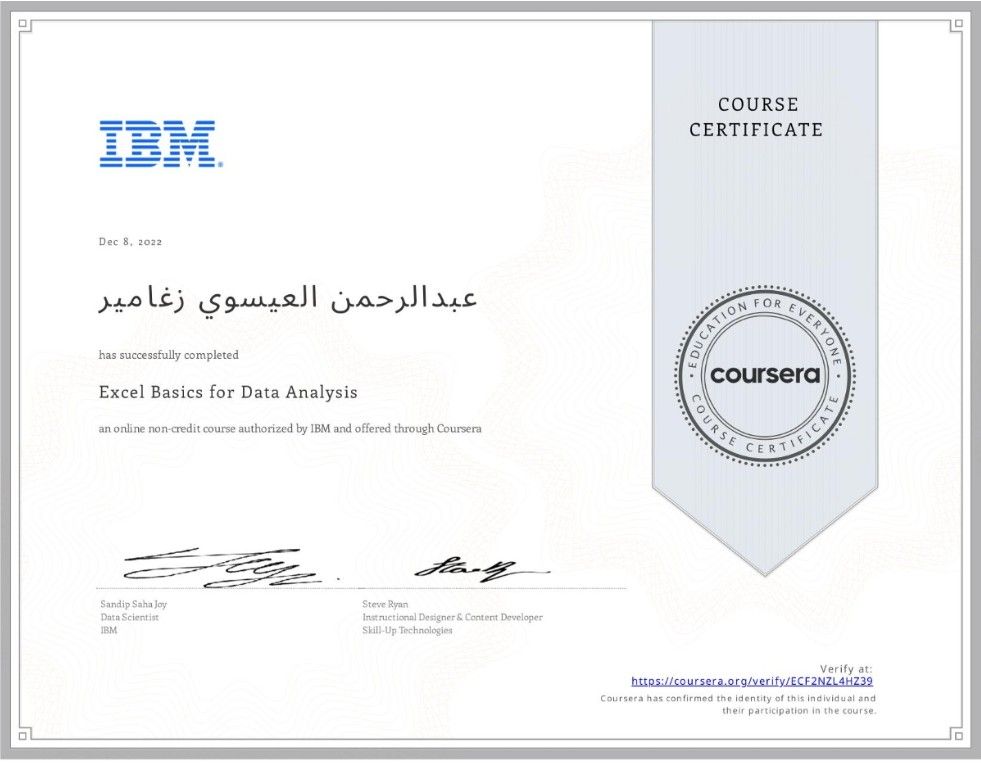 IBM
COURSE
CERTIFICATE
Dec 8, 2022
عبدالرحمن العيسوي زغامير
has successfully completed
Excel Basics for Data Analysis
an online non-credit course authorized by IBM and offered through Coursera
EDUCATION FOR EVERYONE
coursera
COURSE CERTIFICATE
Sandip Saha Joy
Data Scientist
IBM
Steve Ryan
Instructional Designer & Content Developer
Skill-Up Technologies
Verify at:
https://coursera.org/verify/ECF2NZL4HZ39
Coursera has confirmed the identity of this individual and
their participation in the course.